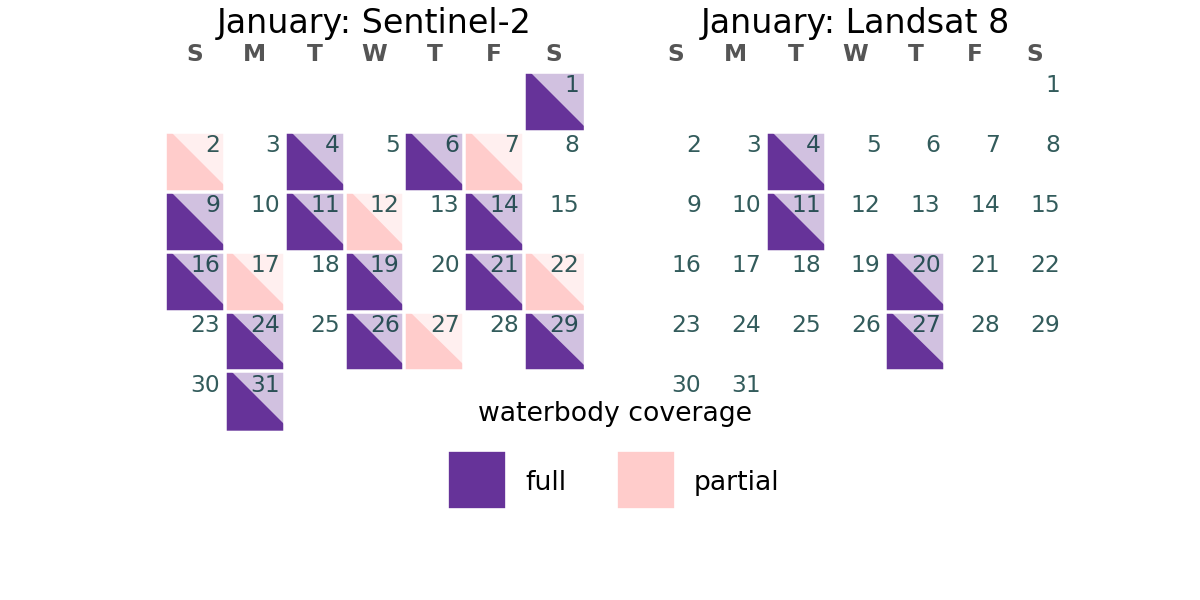 January: Sentinel-2
S M T W T F S
1
2 3 4 5 6 7 8
9 10 11 12 13 14 15
16 17 18 19 20 21 22
23 24 25 26 27 28 29
30 31
January: Landsat 8
S M T W T F S
1
2 3 4 5 6 7 8
9 10 11 12 13 14 15
16 17 18 19 20 21 22
23 24 25 26 27 28 29
30 31
waterbody coverage
full partial